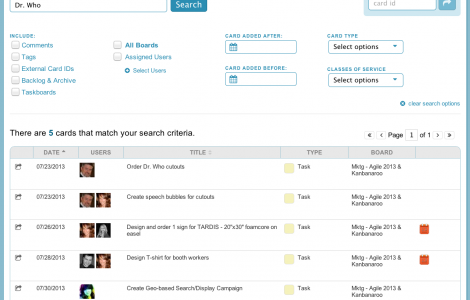 Dr. Who Search card id
INCLUDE: CARD ADDED AFTER: CARD TYPE
Comments All Boards Select options
Tags Assigned Users
External Card IDs Select Users CARD ADDED BEFORE: CLASSES OF SERVICE
Backlog & Archive Select options
Taskboards
clear search options
There are 5 cards that match your search criteria. Page 1 of 1
DATE USERS TITLE TYPE BOARD
07/23/2013 Order Dr. Who cutouts Task Mktg - Agile 2013 &
Kanbanaroo
07/23/2013 Create speech bubbles for cutouts Task Mktg - Agile 2013 &
Kanbanaroo
07/26/2013 Design and order 1 sign for TARDIS - 20"x30" foamcore on Task Mktg - Agile 2013 &
easel Kanbanaroo
07/28/2013 Design T-shirt for booth workers Task Mktg - Agile 2013 &
Kanbanaroo
07/30/2013 Create Geo-based Search/Display Campaign Task Mktg - Agile 2013 &
Kanbanaroo